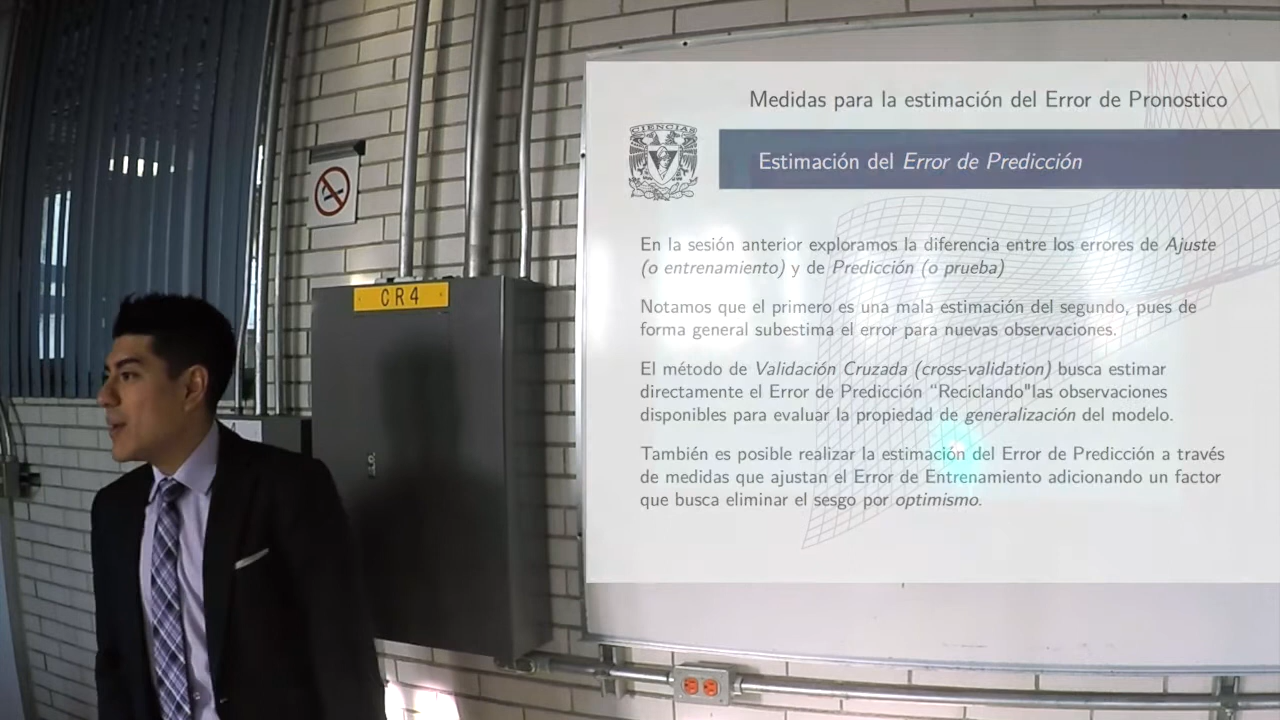 Medidas para la estimación del Error de Pronostico
CIENCIAS
Estimación del Error de Predicción
CR4
En la sesión anterior exploramos la diferencia entre los errores de Ajuste
(o entrenamiento) y de Predicción (o prueba)
Notamos que el primero es una mala estimación del segundo, pues de
forma general subestima el error para nuevas observaciones.
El método de Validación Cruzada (cross-validation) busca estimar
directamente el Error de Predicción “Reciclando"las observaciones
disponibles para evaluar la propiedad de generalización del modelo.
También es posible realizar la estimación del Error de Predicción a través
de medidas que ajustan el Error de Entrenamiento adicionando un factor
que busca eliminar el sesgo por optimismo.